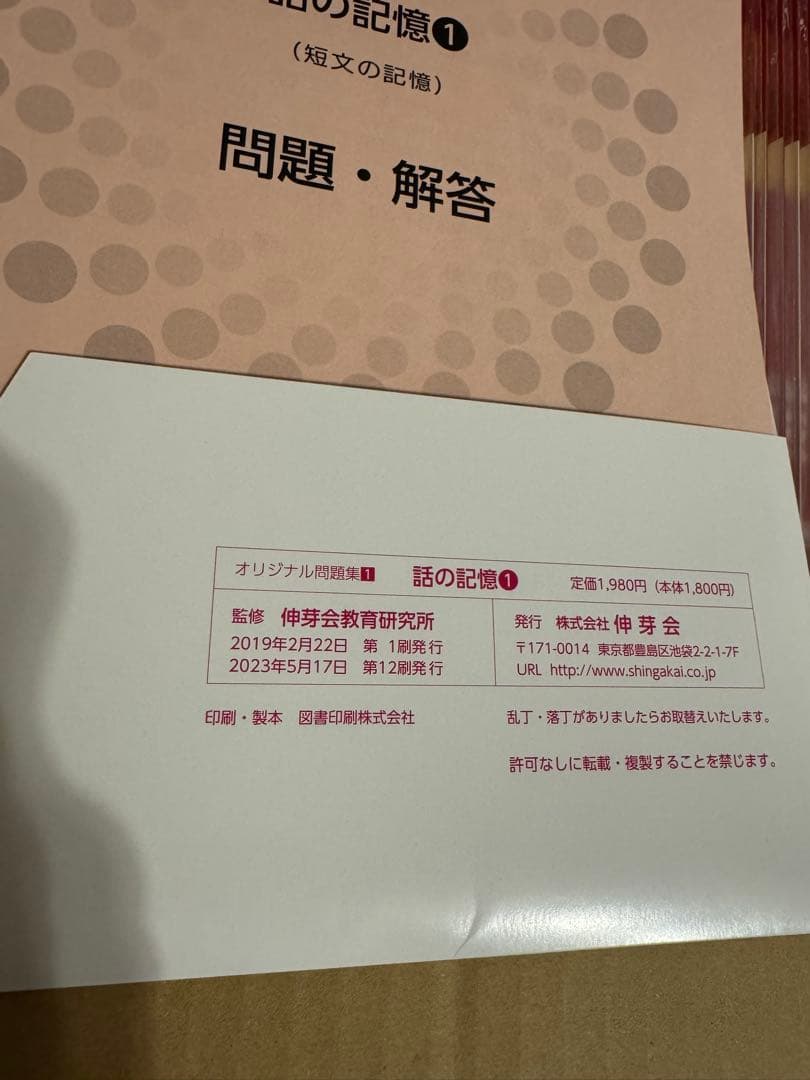 話の記憶❶
（短文の記憶）
問題・解答
オリジナル問題集1 話の記憶❶ 定価1,980円（本体1,800円）
監修 伸芽会教育研究所
2019年2月22日 第 1刷発行
2023年5月17日 第12刷発行
発行 株式会社 伸芽会
〒171-0014 東京都豊島区池袋2-2-1-7F
URL http://www.shingakai.co.jp
印刷・製本 図書印刷株式会社
乱丁・落丁がありましたらお取替えいたします。
許可なしに転載・複製することを禁じます。